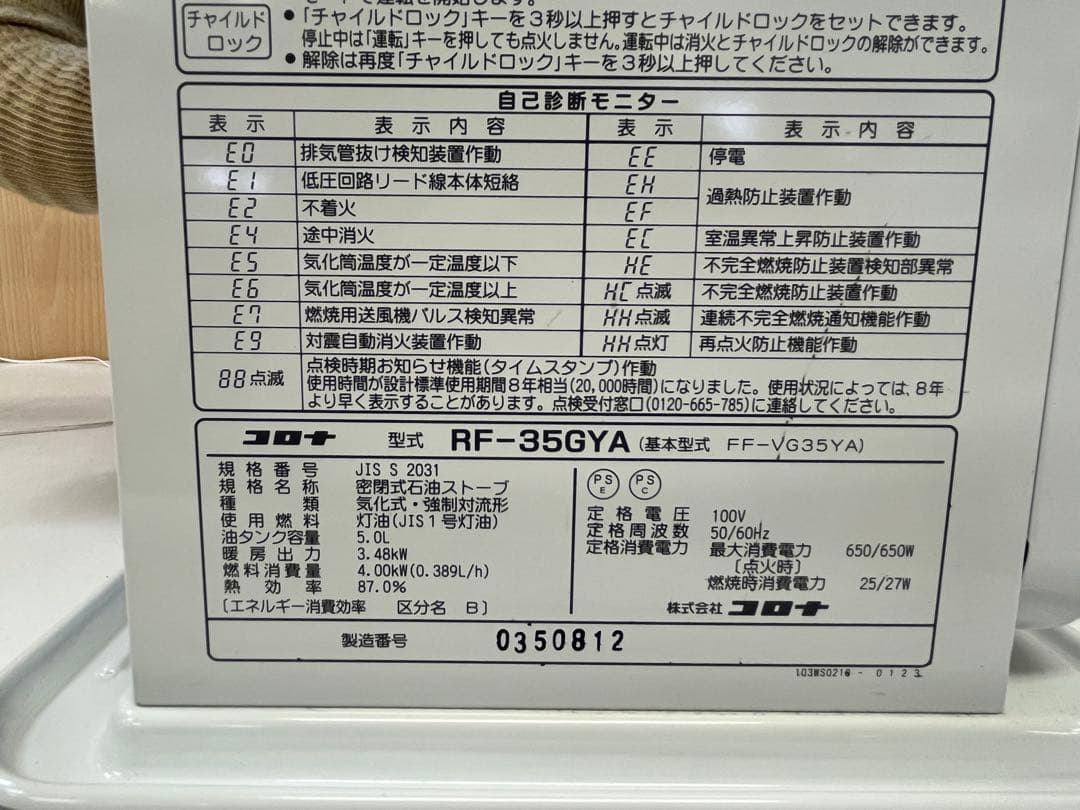 モードで運転を開始します。
チャイルド
ロック
●「チャイルドロック」キーを3秒以上押すとチャイルドロックをセットできます。
停止中は「運転」キーを押しても点火しません。運転中は消火とチャイルドロックの解除ができます。
●解除は再度「チャイルドロック」キーを3秒以上押してください。
自己診断モニター
表示 表示内容 表示 表示内容
E0 排気管抜け検知装置作動 EE 停電
E1 低圧回路リード線本体短絡 EH 過熱防止装置作動
E2 不着火 EF
E4 途中消火 EC 室温異常上昇防止装置作動
E5 気化筒温度が一定温度以下 HE 不完全燃焼防止装置検知部異常
E6 気化筒温度が一定温度以上 HC点滅 不完全燃焼防止装置作動
E7 燃焼用送風機パルス検知異常 HH点滅 連続不完全燃焼通知機能作動
E9 対震自動消火装置作動 HH点灯 再点火防止機能作動
88点滅 点検時期お知らせ機能(タイムスタンプ)作動
使用時間が設計標準使用期間8年相当(20,000時間)になりました。使用状況によっては、8年
より早く表示することがあります。点検受付窓口(0120-665-785)に連絡してください。
コロナ 型式 RF-35GYA (基本型式 FF-VG35YA)
規格番号 JIS S 2031
規格名称 密閉式石油ストーブ
種類 気化式・強制対流形
使用燃料 灯油(JIS1号灯油)
油タンク容量 5.0L
暖房出力 3.48kW
燃料消費量 4.00kW(0.389L/h)
熱効率 87.0%
[エネルギー消費効率 区分名 B]
PS
E
PS
C
定格電圧 100V
定格周波数 50/60Hz
定格消費電力 最大消費電力 650/650W
[点火時]
燃焼時消費電力 25/27W
株式会社 コロナ
製造番号 0350812
103WS0216 - 0123